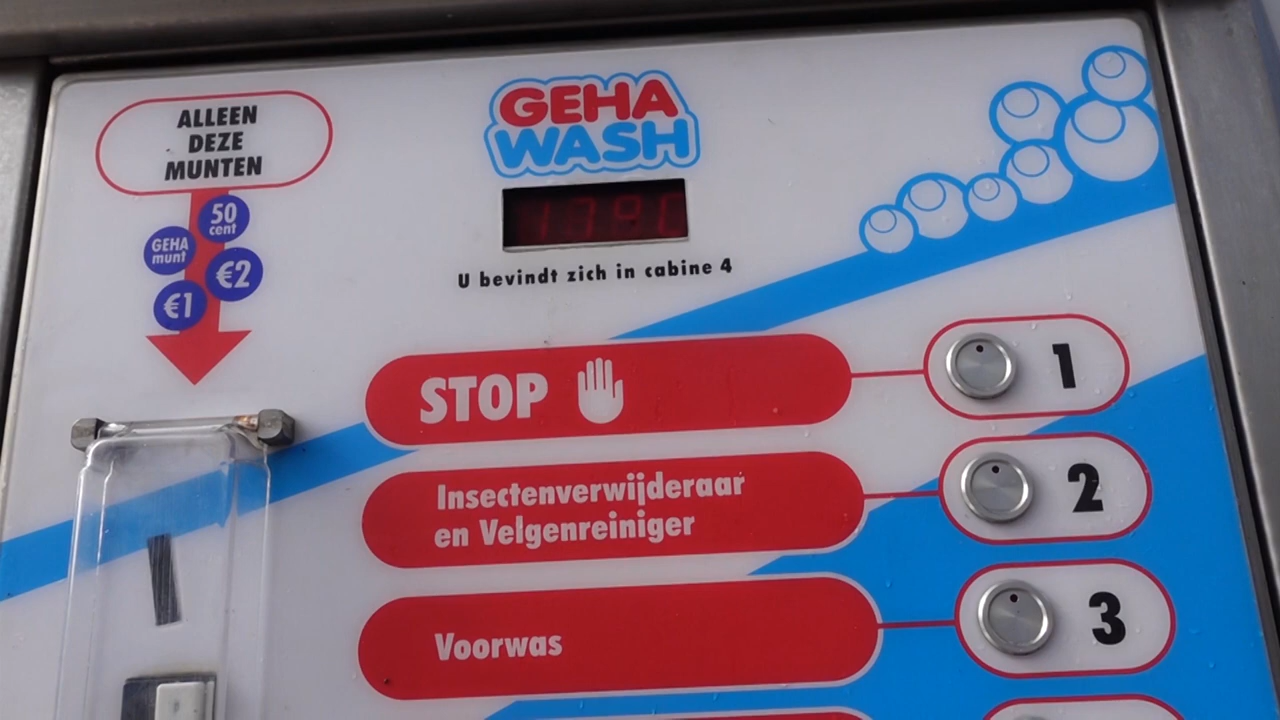 ALLEEN
DEZE
MUNTEN
50
cent
GEHA
munt
€2
€1
GEHA
WASH
U bevindt zich in cabine 4
STOP
1
Insectenverwijderaar
en Velgenreiniger
2
Voorwas
3